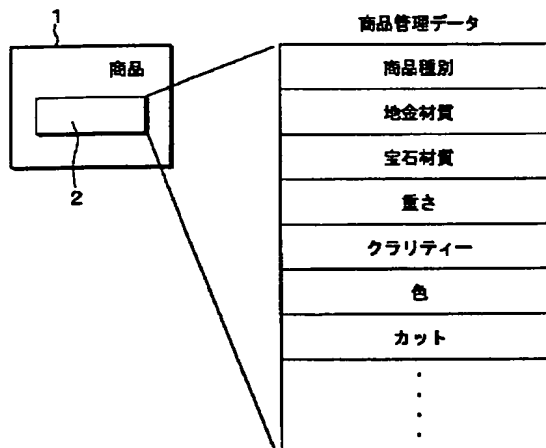 1
商品
2
商品管理データ
商品種別
地金材質
宝石材質
重さ
クラリティー
色
カット